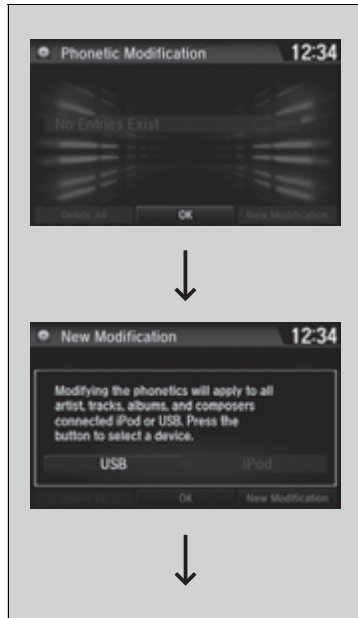 Phonetic Modification 12:34
No Entries Exist
Delete All OK New Modification
New Modification 12:34
Modifying the phonetics will apply to all
artist, tracks, albums, and composers
connected iPod or USB. Press the
button to select a device.
USB iPod
Delete All OK New Modification